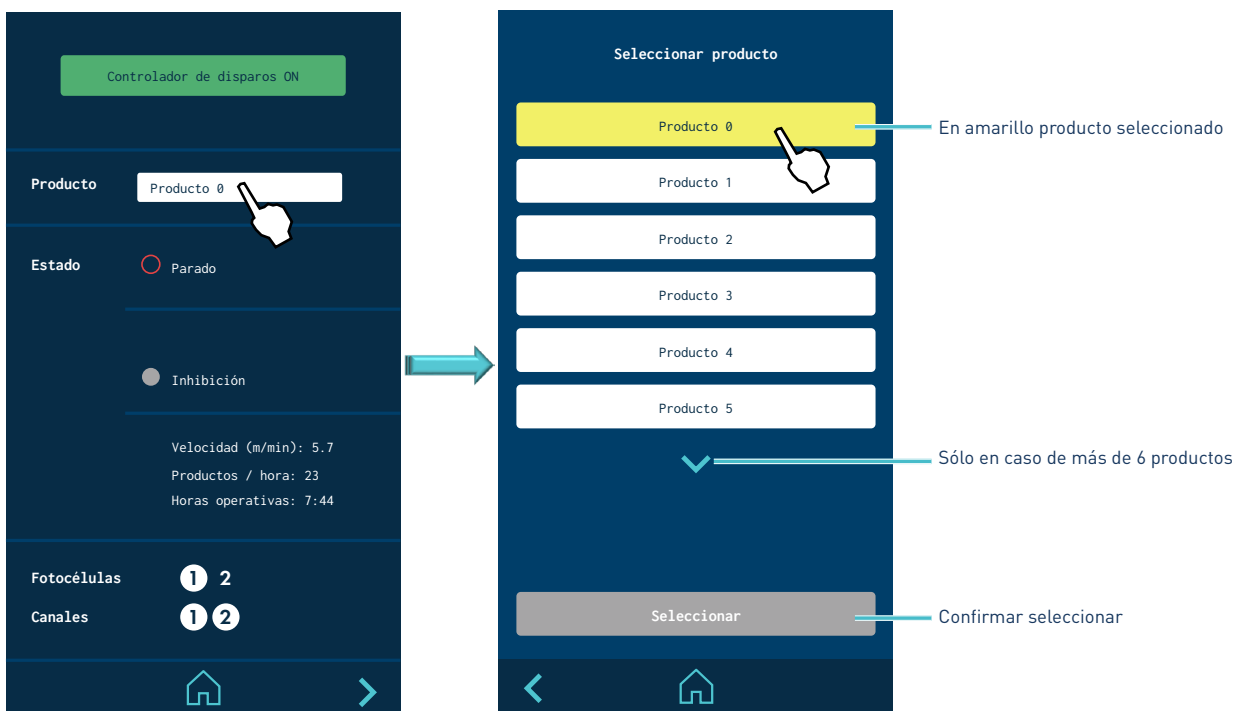 Controlador de disparos ON
Producto
Producto 0
Estado
Parado
Inhibición
Velocidad (m/min): 5.7
Productos / hora: 23
Horas operativas: 7:44
Fotocélulas 1 2
Canales 1 2
Seleccionar producto
Producto 0
Producto 1
Producto 2
Producto 3
Producto 4
Producto 5
Seleccionar
En amarillo producto seleccionado
Sólo en caso de más de 6 productos
Confirmar seleccionar